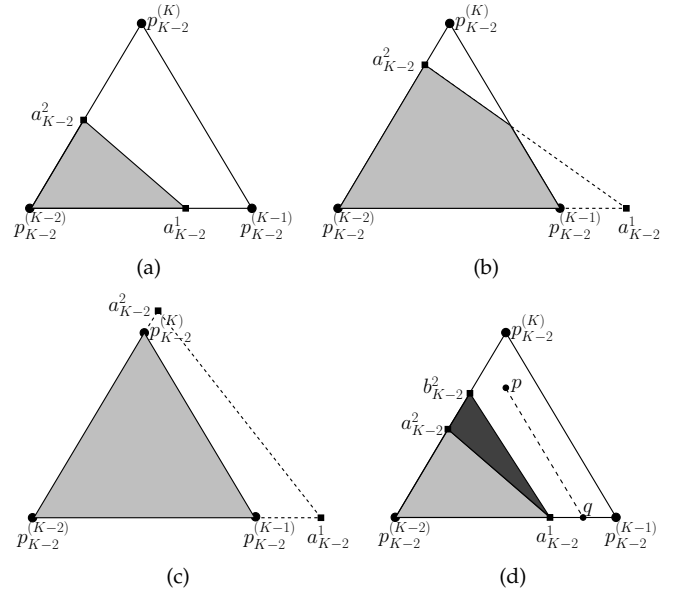 p_{K-2}^{(K)}
a_{K-2}^{2}
p_{K-2}^{(K-2)} a_{K-2}^{1} p_{K-2}^{(K-1)}
(a)
p_{K-2}^{(K)}
a_{K-2}^{2}
p_{K-2}^{(K-2)} p_{K-2}^{(K-1)} a_{K-2}^{1}
(b)
a_{K-2}^{2}
p_{K-2}^{(K)}
p_{K-2}^{(K-2)} p_{K-2}^{(K-1)} a_{K-2}^{1}
(c)
p_{K-2}^{(K)}
b_{K-2}^{2} p
a_{K-2}^{2}
q
p_{K-2}^{(K-2)} a_{K-2}^{1} p_{K-2}^{(K-1)}
(d)